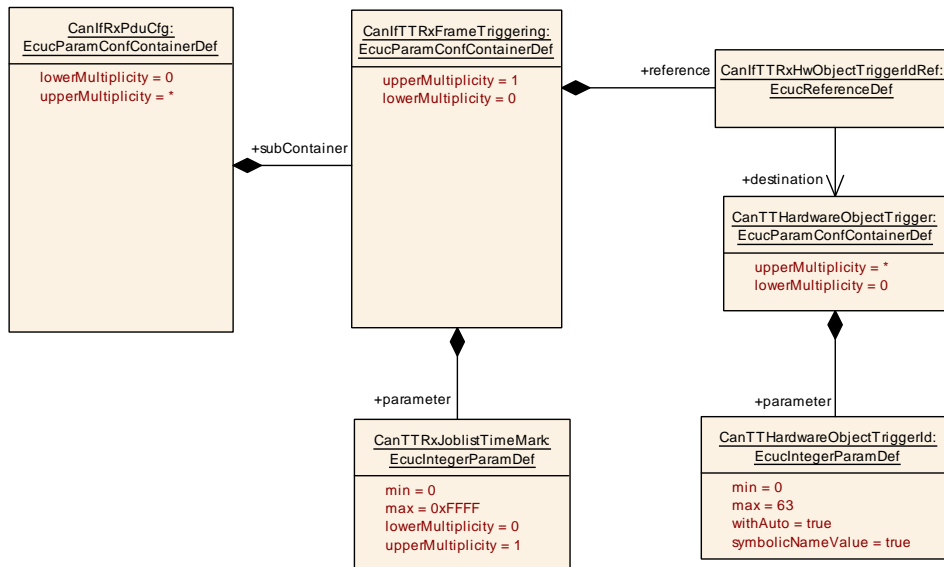 CanIfRxPduCfg:
EcucParamConfContainerDef
lowerMultiplicity = 0
upperMultiplicity = *
+subContainer
CanIfTTRxFrameTriggering:
EcucParamConfContainerDef
upperMultiplicity = 1
lowerMultiplicity = 0
+reference
CanIfTTRxHwObjectTriggerIdRef:
EcucReferenceDef
+destination
CanTTHardwareObjectTrigger:
EcucParamConfContainerDef
upperMultiplicity = *
lowerMultiplicity = 0
+parameter
CanTTRxJoblistTimeMark:
EcucIntegerParamDef
min = 0
max = 0xFFFF
lowerMultiplicity = 0
upperMultiplicity = 1
+parameter
CanTTHardwareObjectTriggerId:
EcucIntegerParamDef
min = 0
max = 63
withAuto = true
symbolicNameValue = true